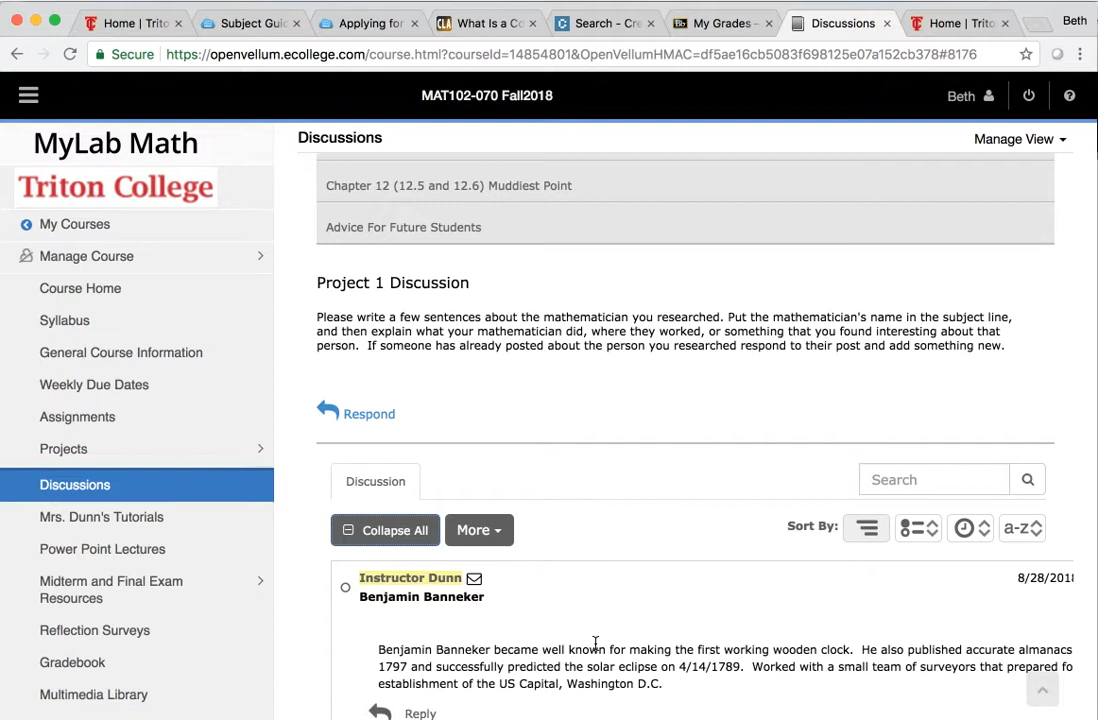 Home | Trito
Subject Guid
Applying for
CLA
What Is a Co
Search - Cre
Bb
My Grades –
Discussions
Home | Trito
Beth
Secure
https://openvellum.ecollege.com/course.html?courseId=14854801&OpenVellumHMAC=df5ae16cb5083f698125e07a152cb378#8176
MAT102-070 Fall2018
Beth
MyLab Math
Triton College
My Courses
Manage Course
Course Home
Syllabus
General Course Information
Weekly Due Dates
Assignments
Projects
Discussions
Mrs. Dunn's Tutorials
Power Point Lectures
Midterm and Final Exam
Resources
Reflection Surveys
Gradebook
Multimedia Library
Discussions
Manage View
Chapter 12 (12.5 and 12.6) Muddiest Point
Advice For Future Students
Project 1 Discussion
Please write a few sentences about the mathematician you researched. Put the mathematician's name in the subject line,
and then explain what your mathematician did, where they worked, or something that you found interesting about that
person. If someone has already posted about the person you researched respond to their post and add something new.
Respond
Discussion
Search
Collapse All
More
Sort By:
a-z
Instructor Dunn
8/28/2018
Benjamin Banneker
Benjamin Banneker became well known for making the first working wooden clock. He also published accurate almanacs
1797 and successfully predicted the solar eclipse on 4/14/1789. Worked with a small team of surveyors that prepared fo
establishment of the US Capital, Washington D.C.
Reply